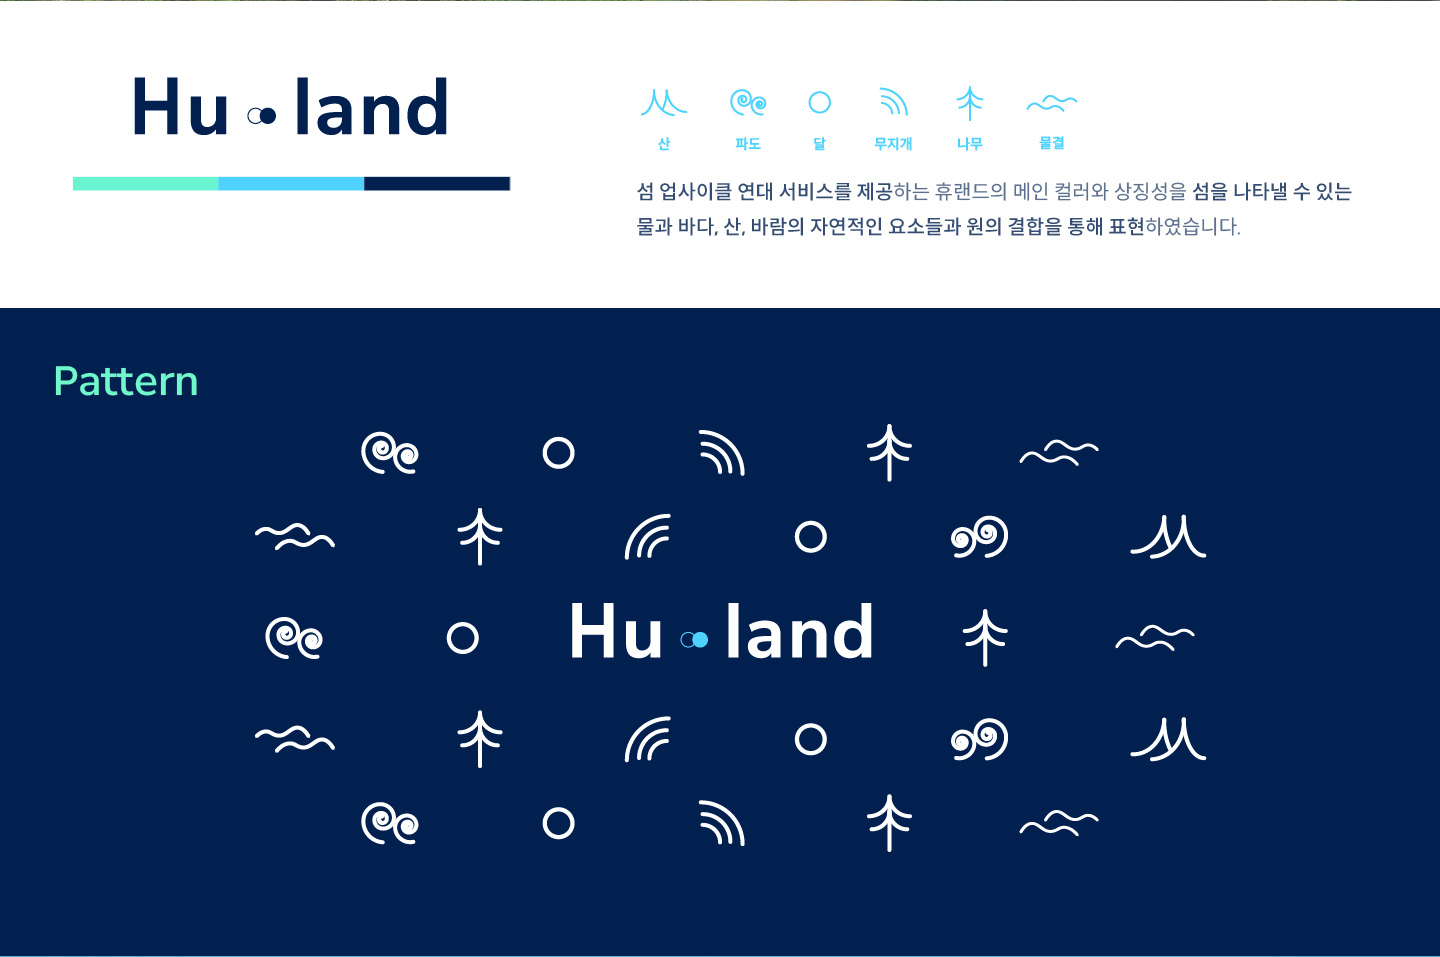 Hu land
산 파도 달 무지개 나무 물결
섬 업사이클 연대 서비스를 제공하는 휴랜드의 메인 컬러와 상징성을 섬을 나타낼 수 있는
물과 바다, 산, 바람의 자연적인 요소들과 원의 결합을 통해 표현하였습니다.
Pattern
Hu land